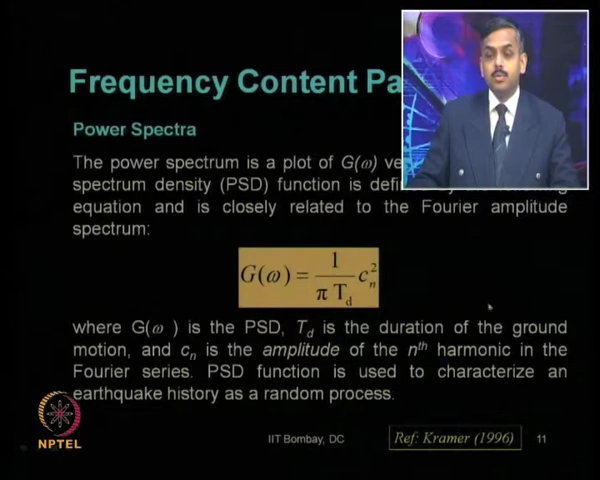 Frequency Content Pa
Power Spectra
The power spectrum is a plot of G(ω)
spectrum density (PSD) function is
equation and is closely related to the Fourier amplitude
spectrum:
G(ω) = 1 / π T_d c_n^2
where G(ω ) is the PSD, T_d is the duration of the ground
motion, and c_n is the amplitude of the n^th harmonic in the
Fourier series. PSD function is used to characterize an
earthquake history as a random process.
NPTEL
IIT Bombay, DC
Ref: Kramer (1996)
11